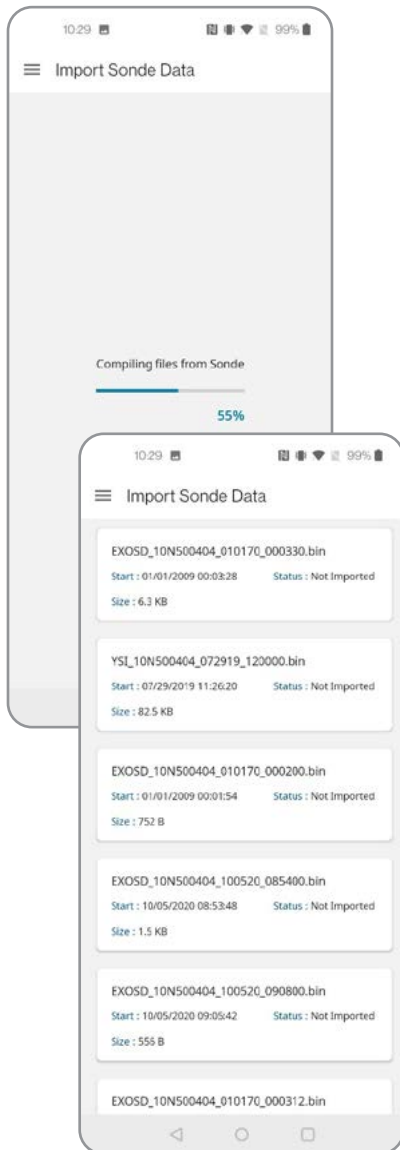 10:29 99%
Import Sonde Data
Compiling files from Sonde
55%
10:29 99%
Import Sonde Data
EXOSD_10N500404_010170_000330.bin
Start : 01/01/2009 00:03:28 Status : Not Imported
Size : 6.3 KB
YSI_10N500404_072919_120000.bin
Start : 07/29/2019 11:26:20 Status : Not Imported
Size : 82.5 KB
EXOSD_10N500404_010170_000200.bin
Start : 01/01/2009 00:01:54 Status : Not Imported
Size : 752 B
EXOSD_10N500404_100520_085400.bin
Start : 10/05/2020 08:53:48 Status : Not Imported
Size : 1.5 KB
EXOSD_10N500404_100520_090800.bin
Start : 10/05/2020 09:05:42 Status : Not Imported
Size : 556 B
EXOSD_10N500404_010170_000312.bin